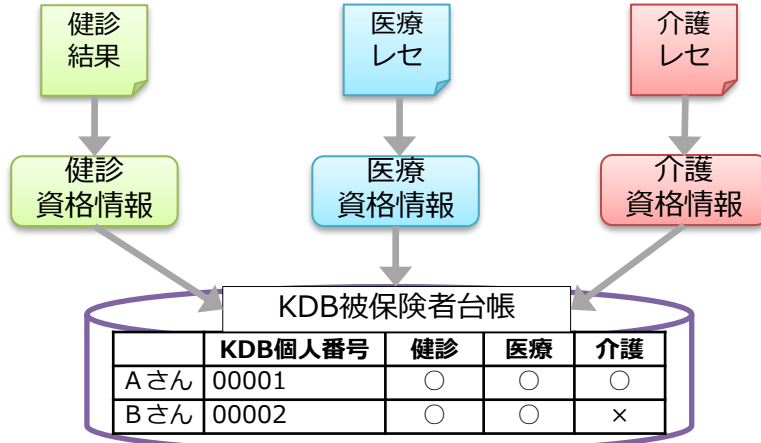 健診
結果
医療
レセ
介護
レセ
健診
資格情報
医療
資格情報
介護
資格情報
KDB被保険者台帳
KDB個人番号 健診 医療 介護
Aさん 00001 ○ ○ ○
Bさん 00002 ○ ○ ×